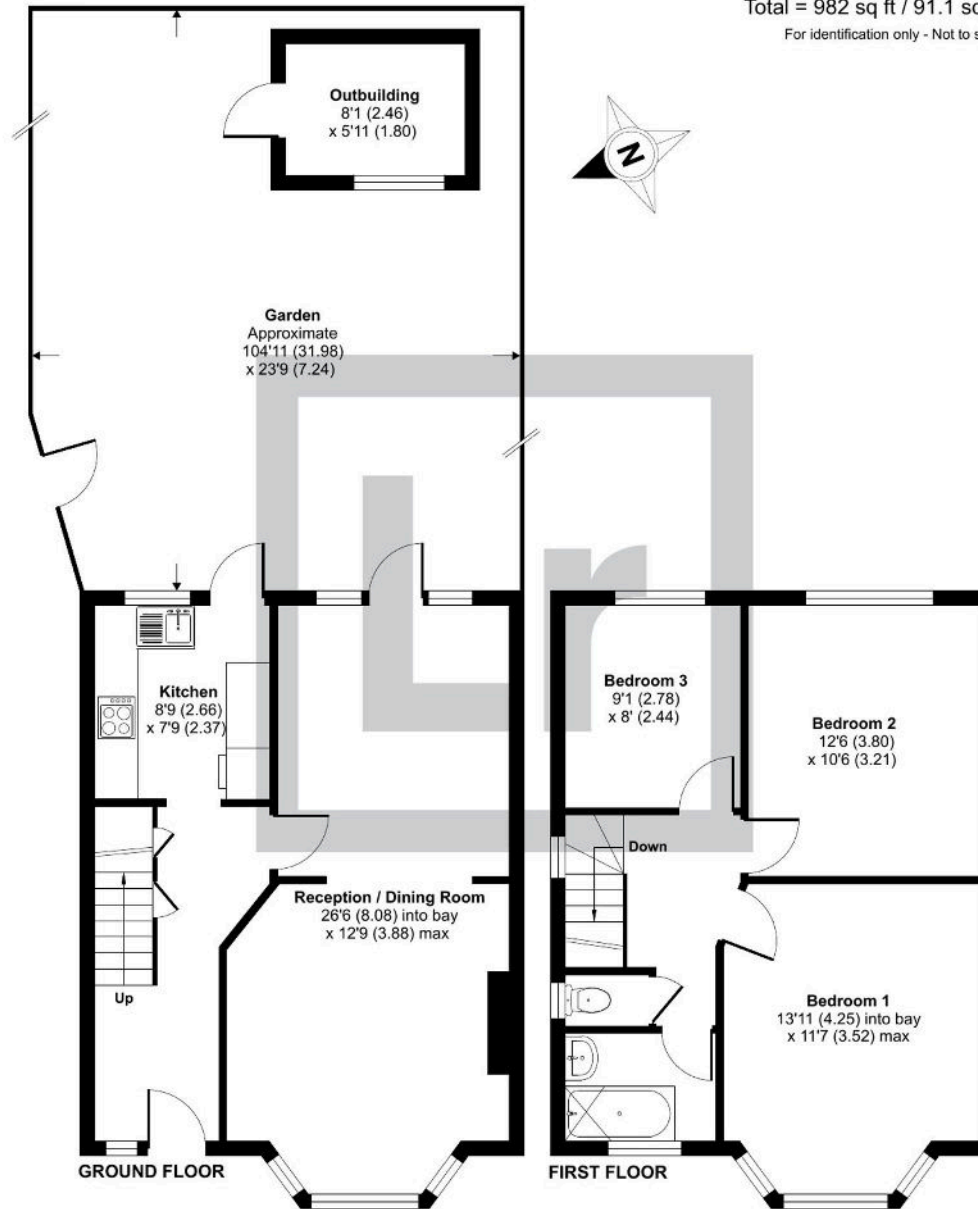 Total = 982 sq ft / 91.1
For identification only - Not to
Outbuilding
8'1 (2.46)
x 5'11 (1.80)
N
Garden
Approximate
104'11 (31.98)
x 23'9 (7.24)
Kitchen
8'9 (2.66)
x 7'9 (2.37)
Bedroom 3
9'1 (2.78)
x 8' (2.44)
Bedroom 2
12'6 (3.80)
x 10'6 (3.21)
Down
Reception / Dining Room
26'6 (8.08) into bay
x 12'9 (3.88) max
Up
Bedroom 1
13'11 (4.25) into bay
x 11'7 (3.52) max
GROUND FLOOR
FIRST FLOOR
Lr